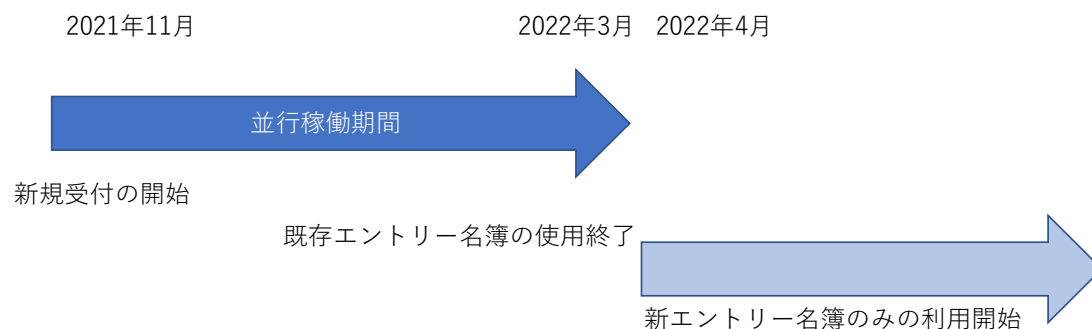 2021年11月
2022年3月
2022年4月
並行稼働期間
新規受付の開始
既存エントリー名簿の使用終了
新エントリー名簿のみの利用開始